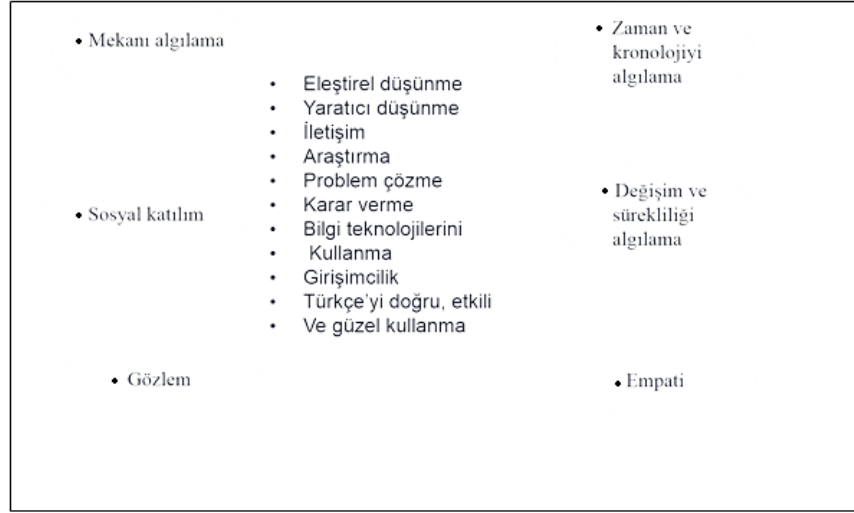 • Mekanı algılama
• Zaman ve
kronolojiyi
algılama
• Eleştirel düşünme
• Yaratıcı düşünme
• İletişim
• Araştırma
• Problem çözme
• Karar verme
• Bilgi teknolojilerini
• Kullanma
• Girişimcilik
• Türkçe'yi doğru, etkili
• Ve güzel kullanma
• Sosyal katılım
• Değişim ve
sürekliliği
algılama
• Gözlem
• Empati